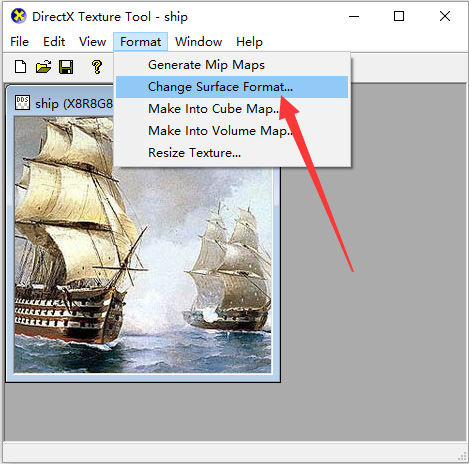 DirectX Texture Tool - ship
File Edit View Format Window Help
Generate Mip Maps
Change Surface Format...
Make Into Cube Map...
Make Into Volume Map...
Resize Texture...
DDS
ship (X8R8G8